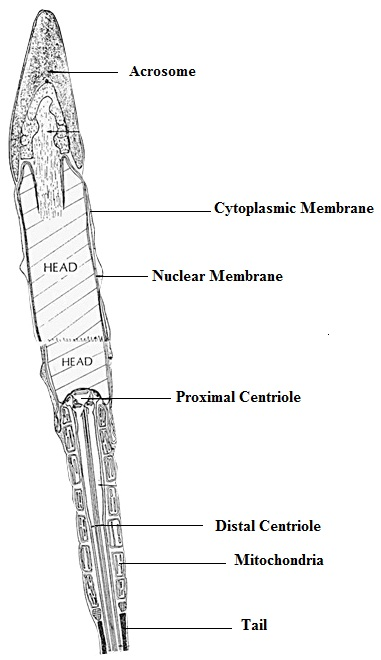 Acrosome
Cytoplasmic Membrane
HEAD
Nuclear Membrane
HEAD
Proximal Centriole
Distal Centriole
Mitochondria
Tail